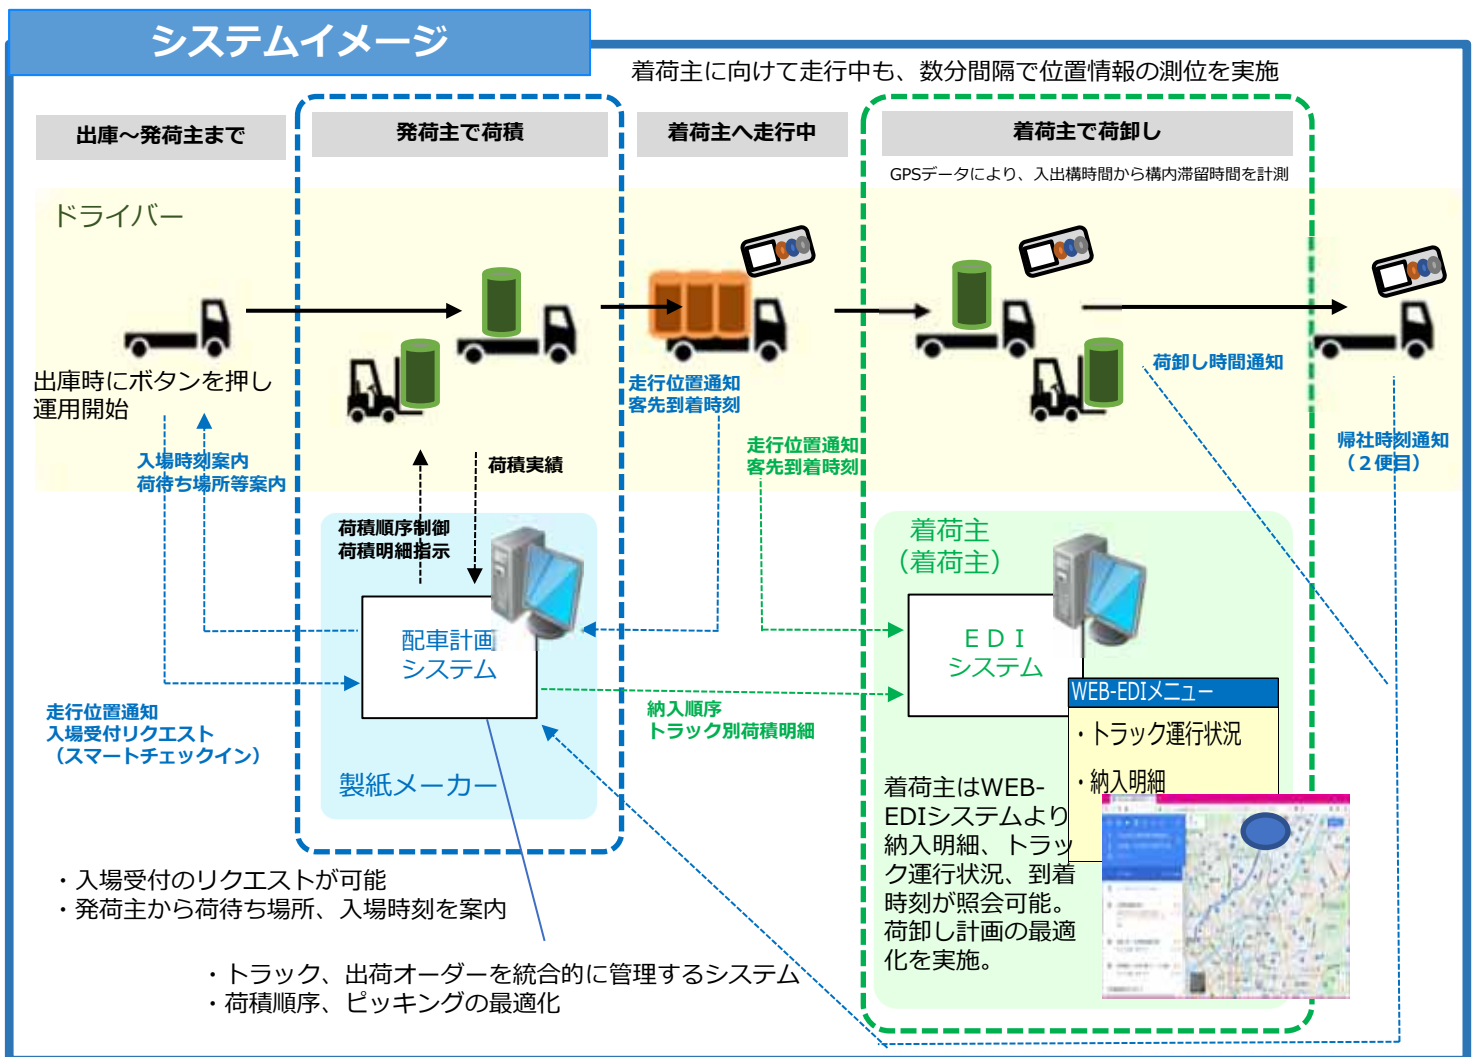 システムイメージ
着荷主に向けて走行中も、数分間隔で位置情報の測位を実施
出庫～発荷主まで
発荷主で荷積
着荷主へ走行中
着荷主で荷卸し
GPSデータにより、入出構時間から構内滞留時間を計測
ドライバー
出庫時にボタンを押し
運用開始
入場時刻案内
荷待ち場所等案内
荷積実績
荷積順序制御
荷積明細指示
走行位置通知
客先到着時刻
走行位置通知
客先到着時刻
荷卸し時間通知
帰社時刻通知
（２便目）
配車計画
システム
製紙メーカー
走行位置通知
入場受付リクエスト
（スマートチェックイン）
納入順序
トラック別荷積明細
着荷主
（着荷主）
ＥＤＩ
システム
WEB-EDIメニュー
・トラック運行状況
・納入明細
着荷主はWEB-
EDIシステムより
納入明細、トラッ
ク運行状況、到着
時刻が照会可能。
荷卸し計画の最適
化を実施。
・入場受付のリクエストが可能
・発荷主から荷待ち場所、入場時刻を案内
・トラック、出荷オーダーを統合的に管理するシステム
・荷積順序、ピッキングの最適化